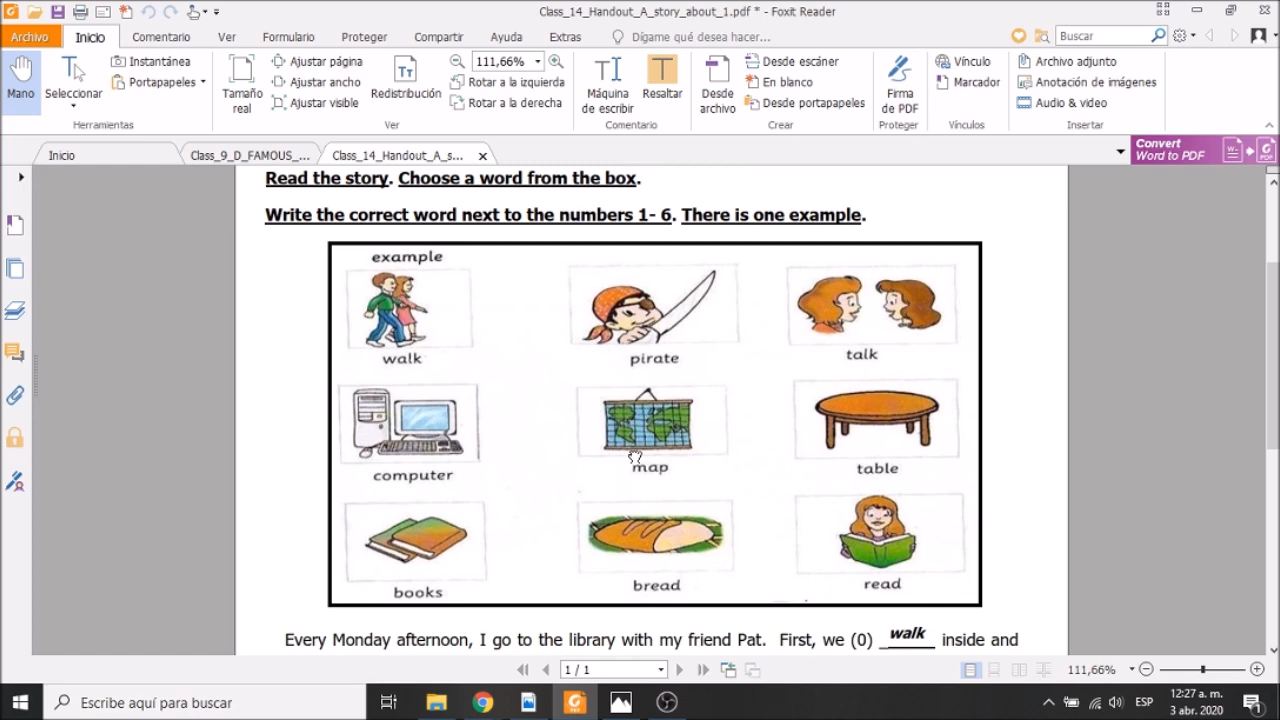 Class_14_Handout_A_story_about_1.pdf * - Foxit Reader
Archivo Inicio Comentario Ver Formulario Proteger Compartir Ayuda Extras Dígame qué desea hacer... Buscar
Mano
Seleccionar
Instantánea
Portapapeles
Herramientas
Tamaño real
Ajustar página
Ajustar ancho
Ajustar visible
Redistribución
111,66%
Rotar a la izquierda
Rotar a la derecha
Ver
Máquina de escribir
Resaltar
Comentario
Desde archivo
Desde escáner
En blanco
Desde portapapeles
Crear
Firma de PDF
Proteger
Vínculo
Marcador
Vínculos
Archivo adjunto
Anotación de imágenes
Audio & video
Insertar
Inicio Class_9_D_FAMOUS_... Class_14_Handout_A_s...
Convert
Word to PDF
Read the story. Choose a word from the box.
Write the correct word next to the numbers 1- 6. There is one example.
example
walk pirate talk
computer map table
books bread read
Every Monday afternoon, I go to the library with my friend Pat. First, we (0) _walk_ inside and
1 / 1 111,66%
Escribe aquí para buscar
ESP
12:27 a. m.
3 abr. 2020
1